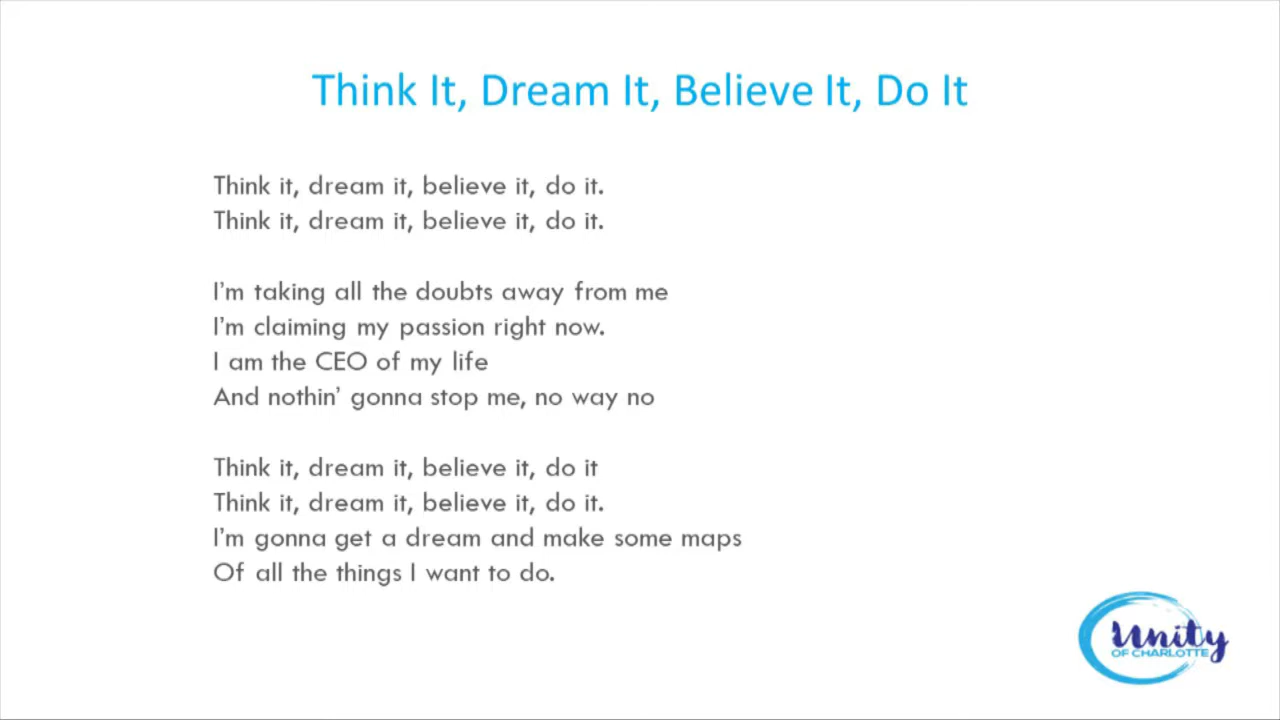 Think It, Dream It, Believe It, Do It
Think it, dream it, believe it, do it.
Think it, dream it, believe it, do it.
I'm taking all the doubts away from me
I'm claiming my passion right now.
I am the CEO of my life
And nothin' gonna stop me, no way no
Think it, dream it, believe it, do it
Think it, dream it, believe it, do it.
I'm gonna get a dream and make some maps
Of all the things I want to do.
Unity
OF CHARLOTTE